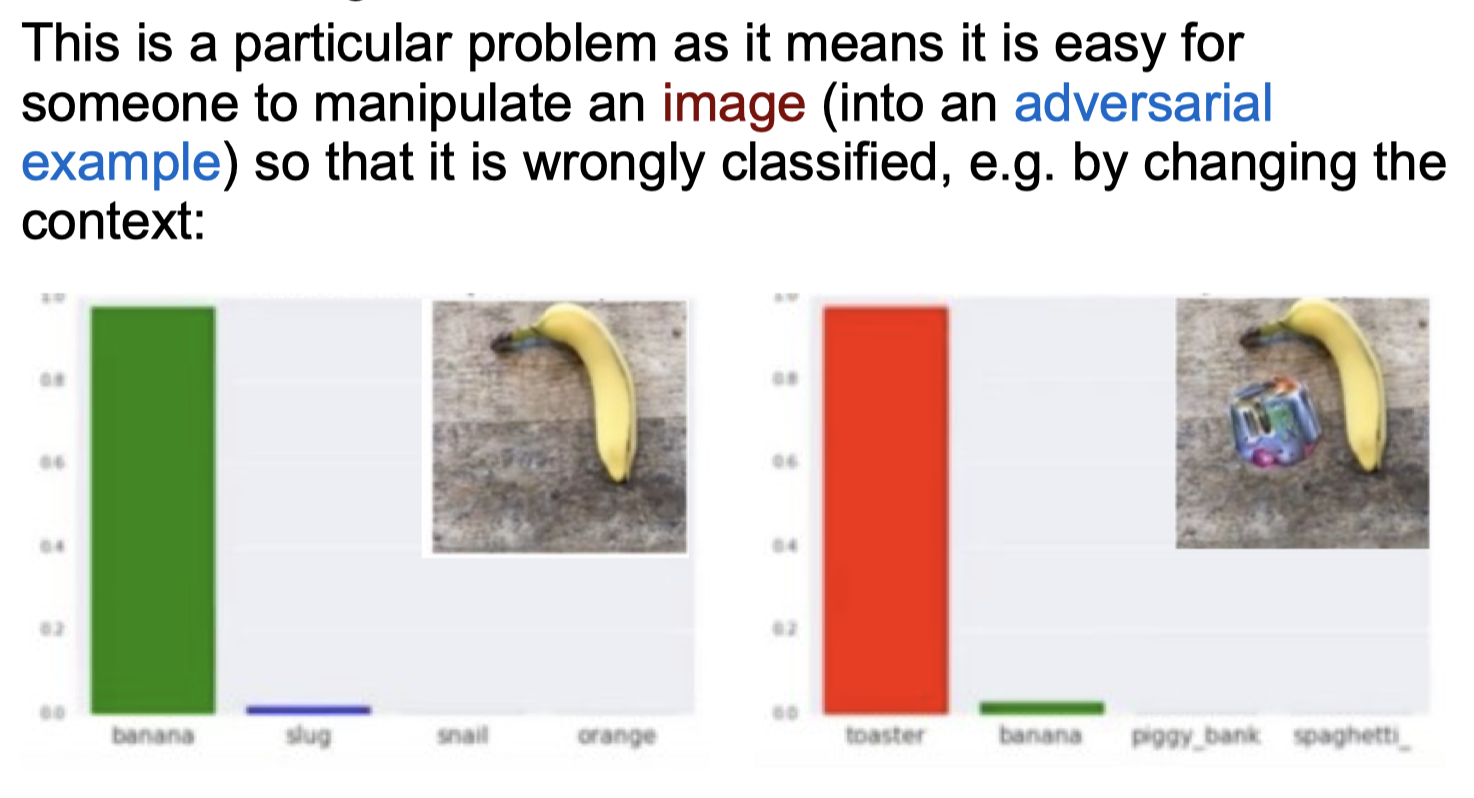 This is a particular problem as it means it is easy for
someone to manipulate an image (into an adversarial
example) so that it is wrongly classified, e.g. by changing the
context:
1.0
0.8
0.6
0.4
0.2
0.0
banana slug snail orange
1.0
0.8
0.6
0.4
0.2
0.0
toaster banana piggy_bank spaghetti_